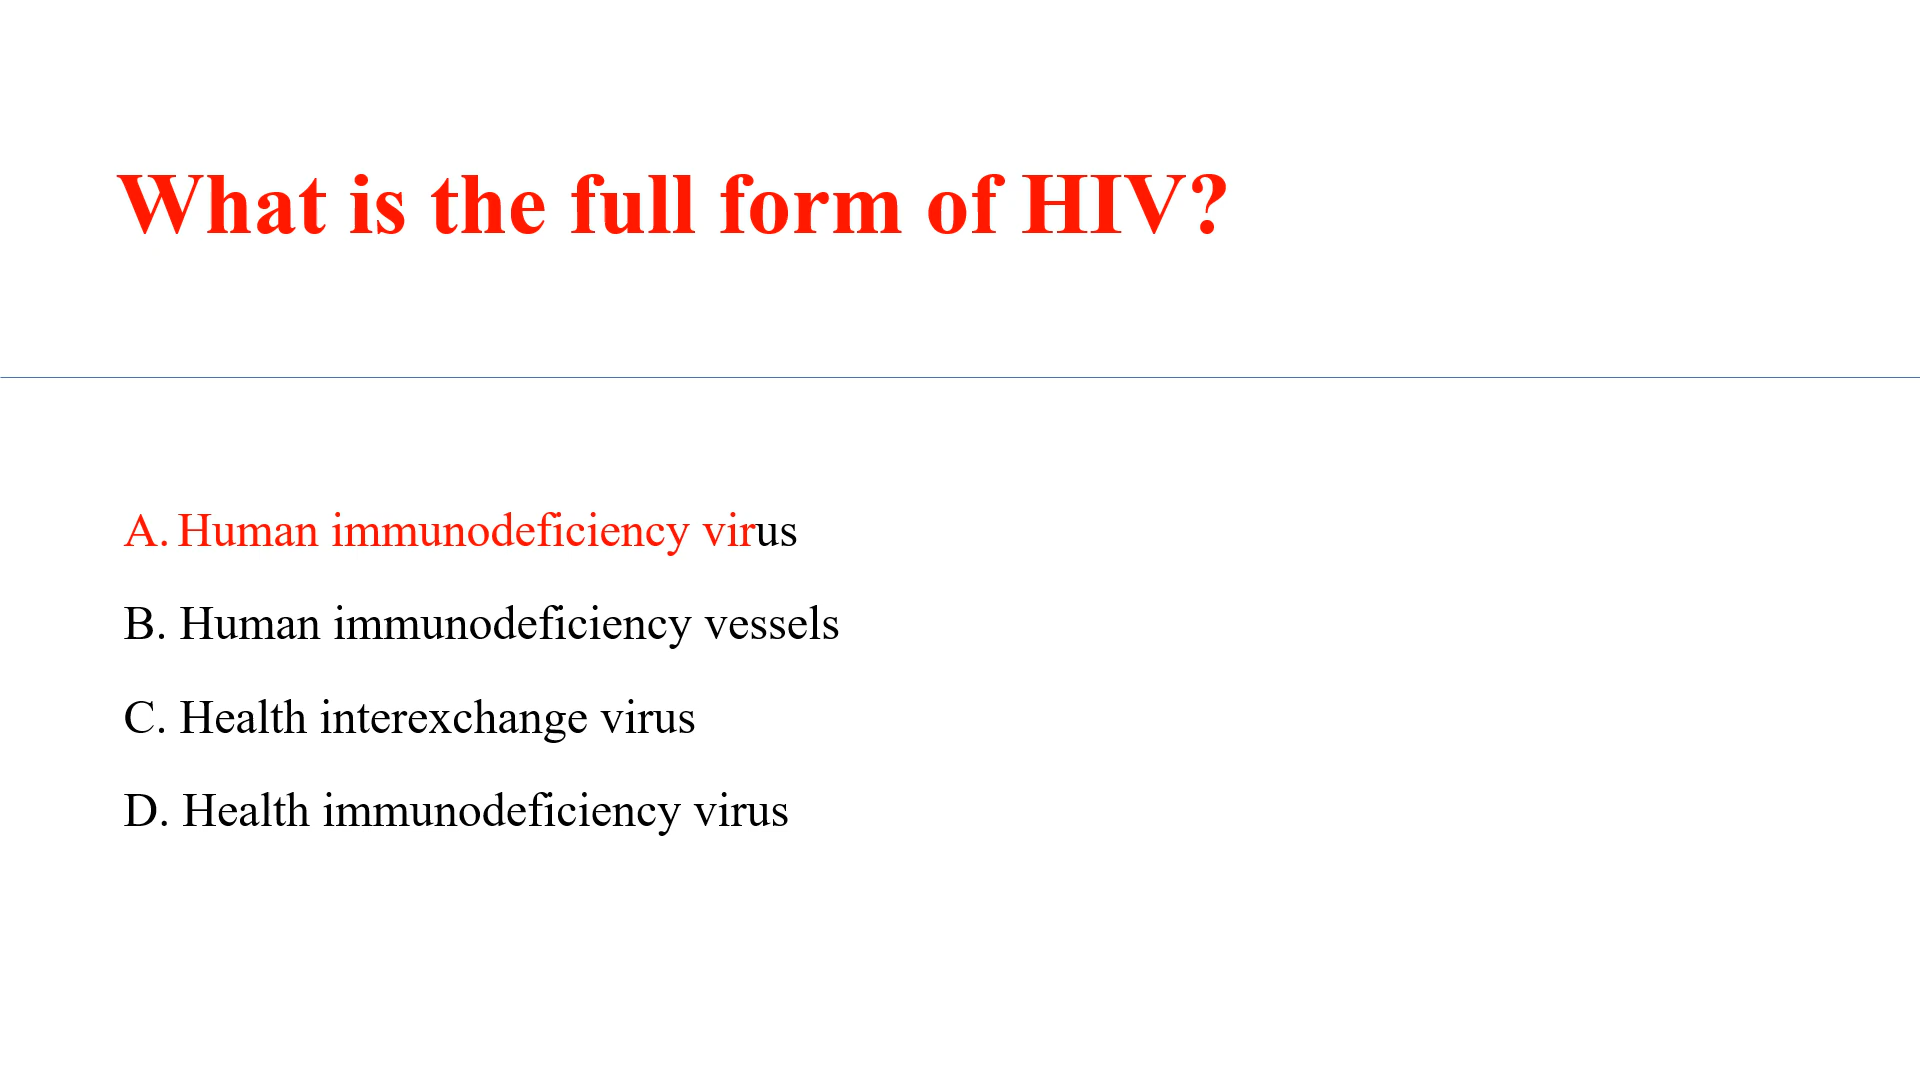 What is the full form of HIV?
A. Human immunodeficiency virus
B. Human immunodeficiency vessels
C. Health interexchange virus
D. Health immunodeficiency virus